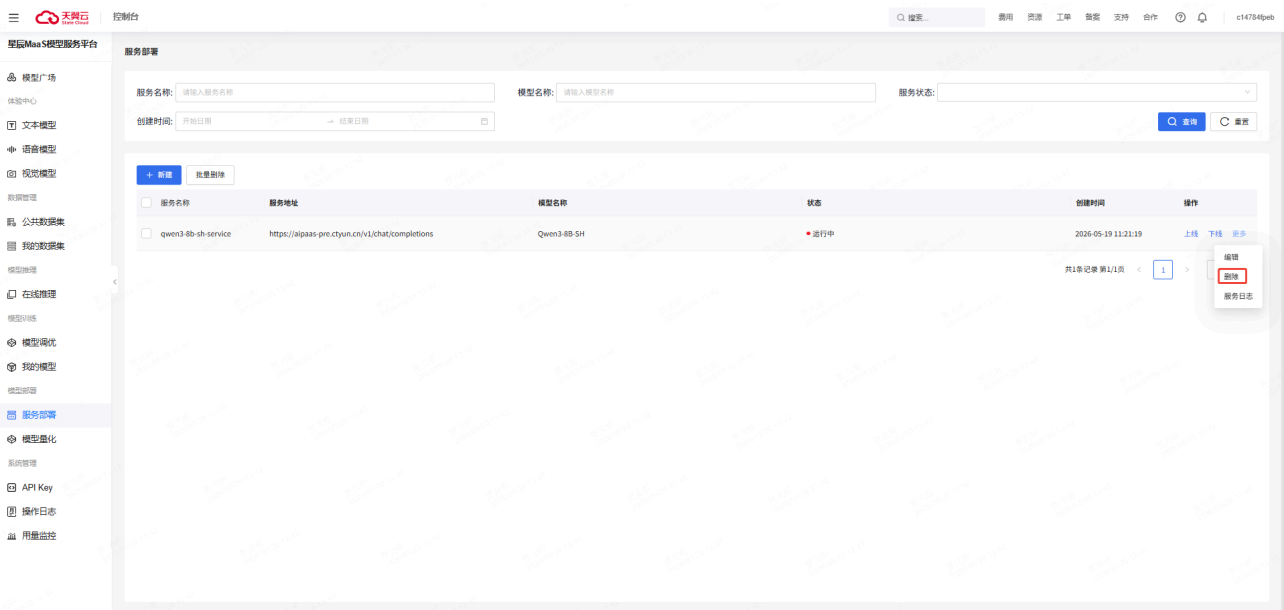 天翼云 State Cloud 控制台 搜索... 费用 资源 工单 备案 支持 合作 c14784fpeb
星辰MaaS模型服务平台
服务部署
模型广场
体验中心
文本模型
语音模型
视觉模型
数据管理
公共数据集
我的数据集
模型推理
在线推理
模型训练
模型调优
我的模型
模型部署
服务部署
模型量化
系统管理
API Key
操作日志
用量监控
服务名称: 请输入服务名称 模型名称: 请输入模型名称 服务状态:
创建时间: 开始日期 → 结束日期 查询 重置
+ 新建 批量删除
服务名称 服务地址 模型名称 状态 创建时间 操作
qwen3-8b-sh-service https://aipaas-pre.ctyun.cn/v1/chat/completions Qwen3-8B-SH 运行中 2026-05-19 11:21:19 上线 下线 更多
共1条记录 第1/1页 < 1 >
编辑
删除
服务日志